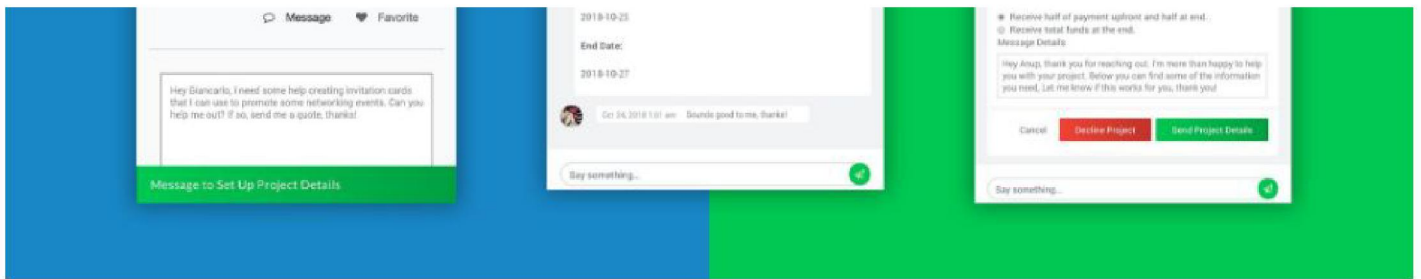 Message Favorite
Hey Giancarlo, I need some help creating invitation cards
that I can use to promote some networking events. Can you
help me out? If so, send me a quote, thanks!
Message to Set Up Project Details
2018-10-25
End Date:
2018-10-27
Oct 24, 2018 1:01 am Sounds good to me, thanks!
Say something...
Receive half of payment upfront and half at end.
Receive total funds at the end.
Message Details
Hey Anup, thank you for reaching out. I'm more than happy to help
you with your project. Below you can find some of the information
you need, Let me know if this works for you, thank you!
Cancel Decline Project Send Project Details
Say something...